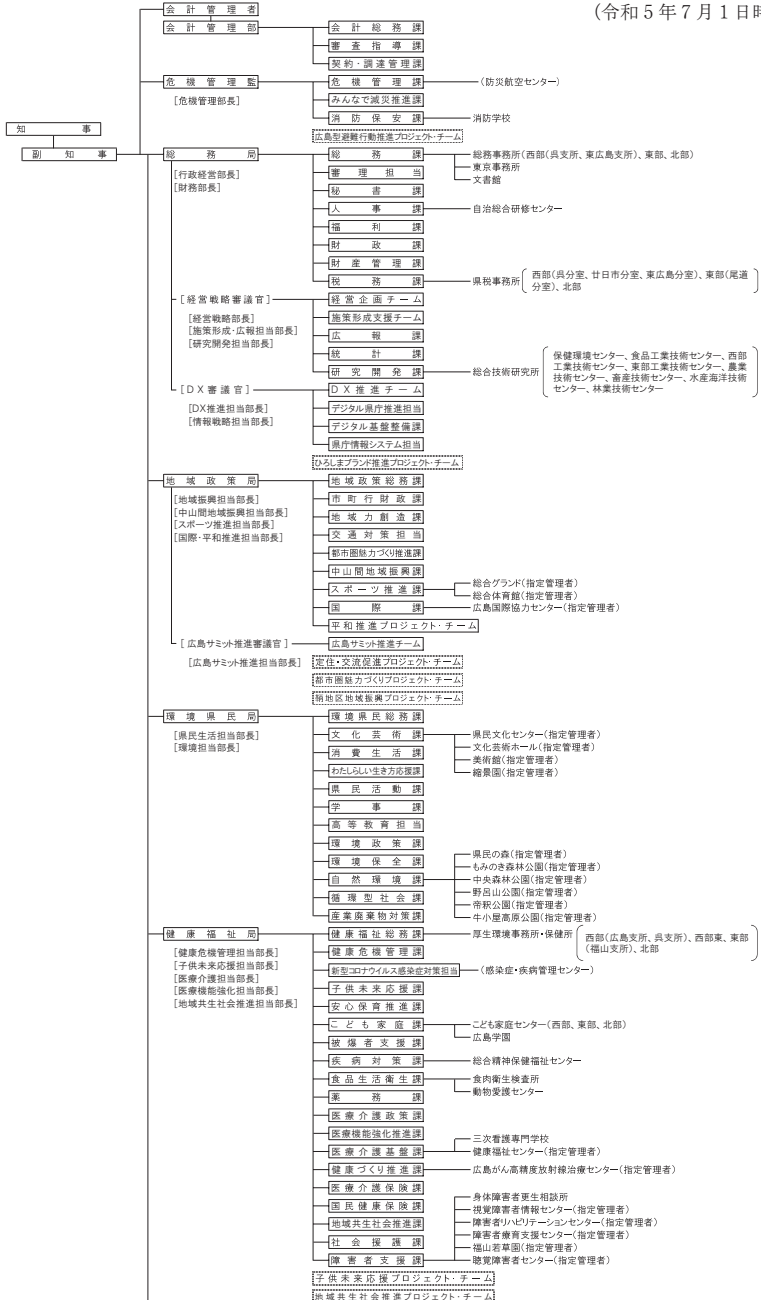 (令和５年７月１日時
会計管理者
会計管理部
会計総務課
審査指導課
契約・調達管理課
危機管理監
[危機管理部長]
危機管理課
(防災航空センター)
みんなで減災推進課
消防保安課
消防学校
広島型避難行動推進プロジェクト・チーム
知事
副知事
総務局
[行政経営部長]
[財務部長]
総務課
総務事務所(西部(呉支所、東広島支所)、東部、北部)
東京事務所
文書館
審理担当
秘書課
人事課
自治総合研修センター
福利課
財政課
財産管理課
税務課
県税事務所
西部(呉分室、廿日市分室、東広島分室)、東部(尾道
分室)、北部
[経営戦略審議官]
[経営戦略部長]
[施策形成・広報担当部長]
[研究開発担当部長]
経営企画チーム
施策形成支援チーム
広報課
統計課
研究開発課
総合技術研究所
保健環境センター、食品工業技術センター、西部
工業技術センター、東部工業技術センター、農業
技術センター、畜産技術センター、水産海洋技術
センター、林業技術センター
[ＤＸ審議官]
[DX推進担当部長]
[情報戦略担当部長]
ＤＸ推進チーム
デジタル県庁推進担当
デジタル基盤整備課
県庁情報システム担当
ひろしまブランド推進プロジェクト・チーム
地域政策局
[地域振興担当部長]
[中山間地域振興担当部長]
[スポーツ推進担当部長]
[国際・平和推進担当部長]
地域政策総務課
市町行財政課
地域力創造課
交通対策担当
都市圏魅力づくり推進課
中山間地域振興課
スポーツ推進課
総合グランド(指定管理者)
総合体育館(指定管理者)
国際課
広島国際協力センター(指定管理者)
平和推進プロジェクト・チーム
[広島サミット推進審議官]
[広島サミット推進担当部長]
広島サミット推進チーム
定住・交流促進プロジェクト・チーム
都市圏魅力づくりプロジェクト・チーム
鞆地区地域振興プロジェクト・チーム
環境県民局
[県民生活担当部長]
[環境担当部長]
環境県民総務課
文化芸術課
県民文化センター(指定管理者)
文化芸術ホール(指定管理者)
美術館(指定管理者)
縮景園(指定管理者)
消費生活課
わたしらしい生き方応援課
県民活動課
学事課
高等教育担当
環境政策課
環境保全課
自然環境課
県民の森(指定管理者)
もみのき森林公園(指定管理者)
中央森林公園(指定管理者)
野呂山公園(指定管理者)
帝釈公園(指定管理者)
牛小屋高原公園(指定管理者)
循環型社会課
産業廃棄物対策課
健康福祉局
[健康危機管理担当部長]
[子供未来応援担当部長]
[医療介護担当部長]
[医療機能強化担当部長]
[地域共生社会推進担当部長]
健康福祉総務課
厚生環境事務所・保健所
西部(広島支所、呉支所)、西部東、東部
(福山支所)、北部
健康危機管理課
新型コロナウイルス感染症対策担当
(感染症・疾病管理センター)
子供未来応援課
安心保育推進課
こども家庭課
こども家庭センター(西部、東部、北部)
広島学園
被爆者支援課
疾病対策課
総合精神保健福祉センター
食品生活衛生課
食肉衛生検査所
動物愛護センター
薬務課
医療介護政策課
医療機能強化推進課
医療介護基盤課
三次看護専門学校
健康福祉センター(指定管理者)
健康づくり推進課
広島がん高精度放射線治療センター(指定管理者)
医療介護保険課
国民健康保険課
地域共生社会推進課
社会援護課
障害者支援課
身体障害者更生相談所
視覚障害者情報センター(指定管理者)
障害者リハビリテーションセンター(指定管理者)
障害者療育支援センター(指定管理者)
福山若草園(指定管理者)
聴覚障害者センター(指定管理者)
子供未来応援プロジェクト・チーム
地域共生社会推進プロジェクト・チーム